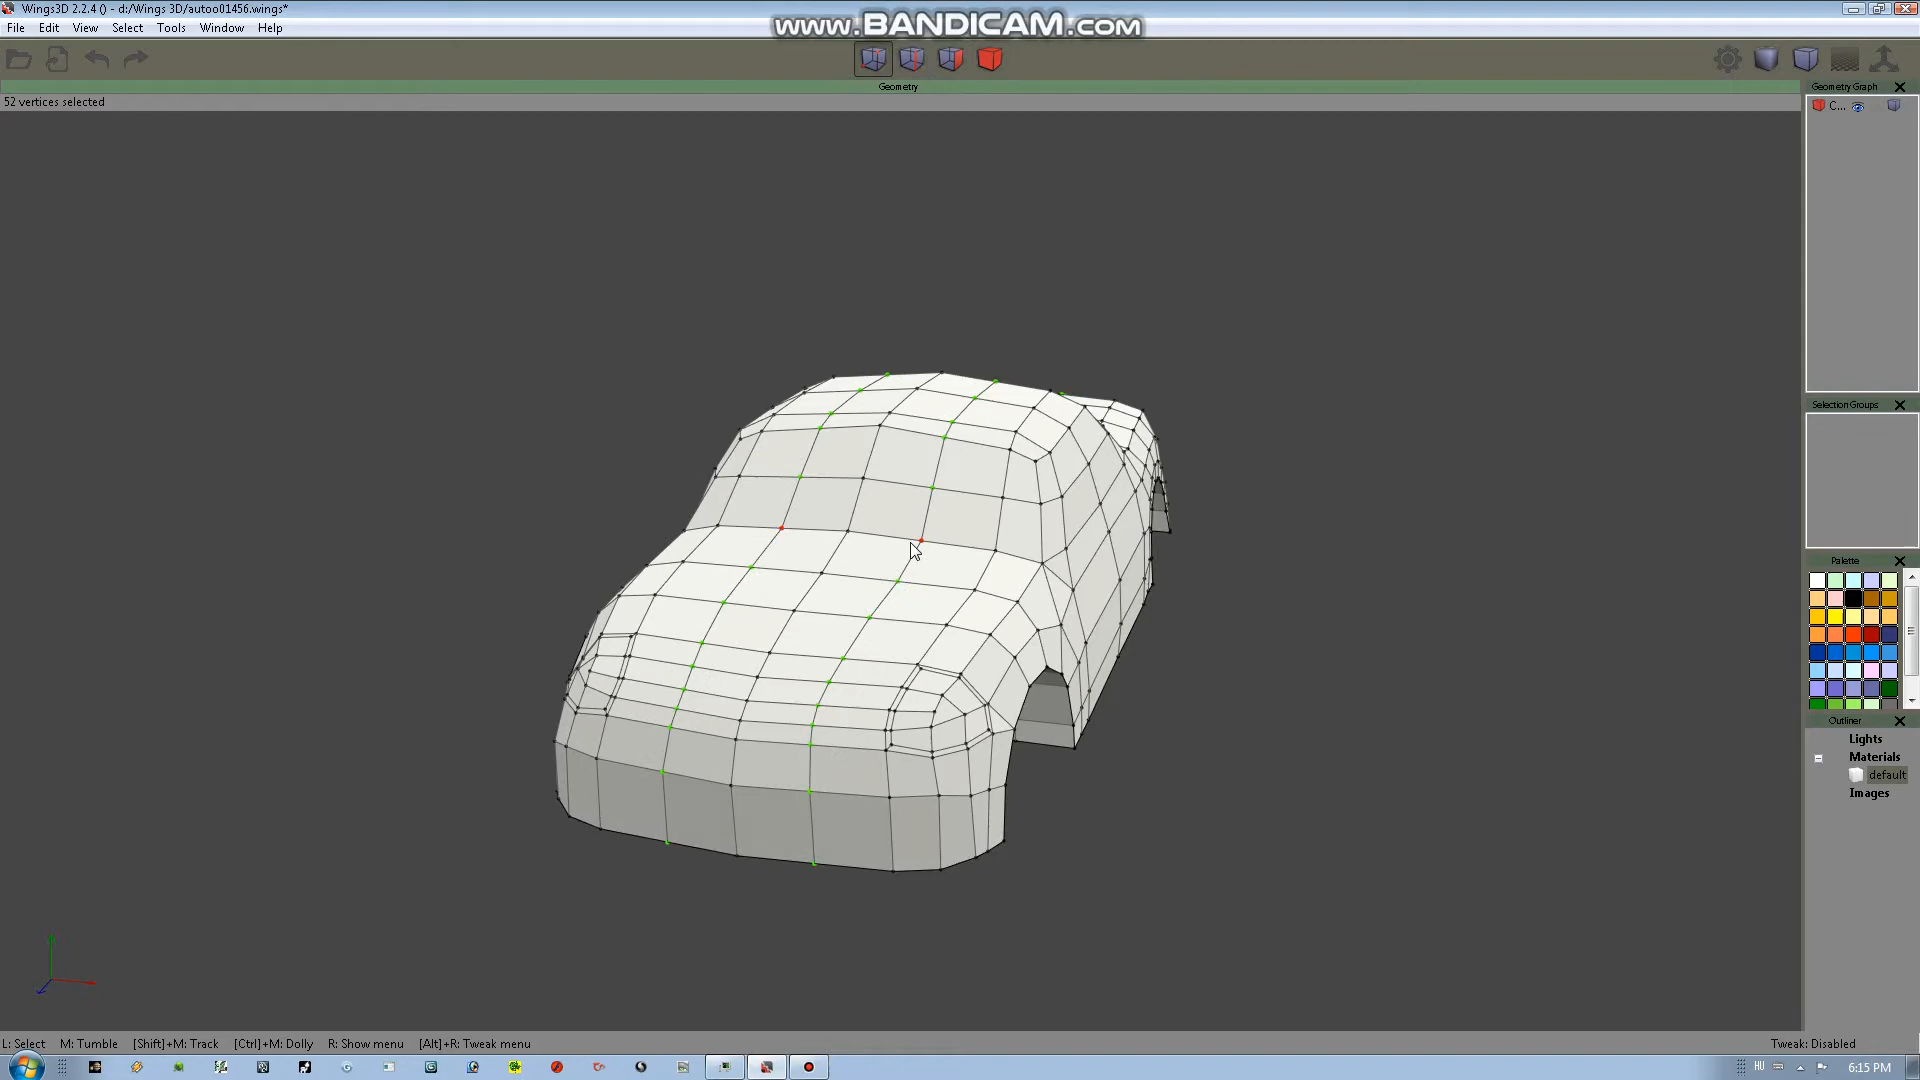 Wings3D 2.2.4 () - d:/Wings 3D/autoo01456.wings*
www.BANDICAM.com
File Edit View Select Tools Window Help
Geometry
Geometry Graph
52 vertices selected
C...
Selection Groups
Palette
Outliner
Lights
Materials
default
Images
L: Select M: Tumble [Shift]+M: Track [Ctrl]+M: Dolly R: Show menu [Alt]+R: Tweak menu
Tweak: Disabled
HU
6:15 PM